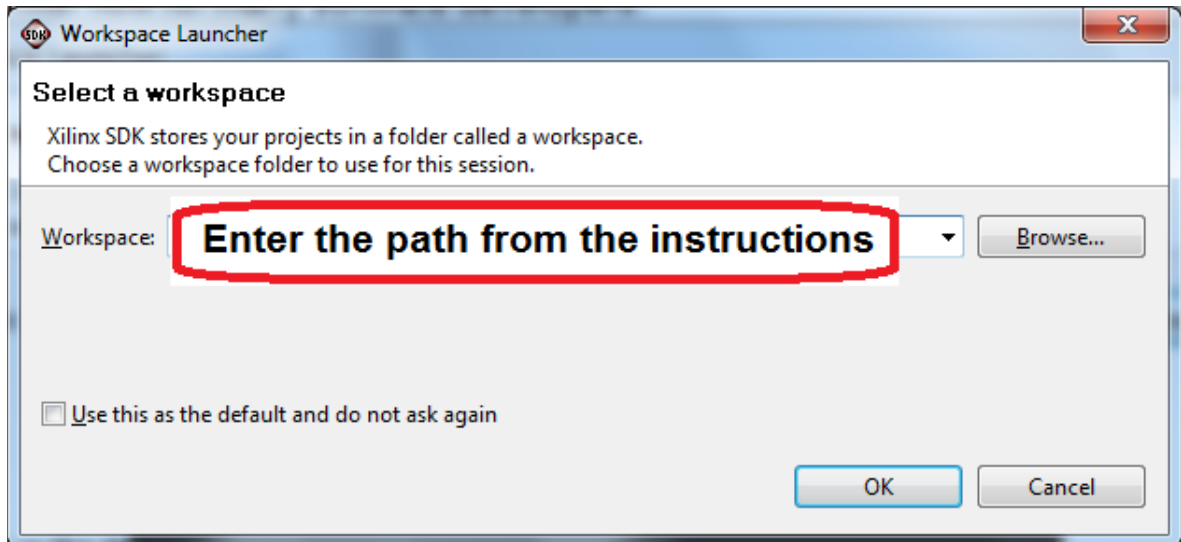 SDK Workspace Launcher
Select a workspace
Xilinx SDK stores your projects in a folder called a workspace.
Choose a workspace folder to use for this session.
Workspace: Enter the path from the instructions Browse...
Use this as the default and do not ask again
OK Cancel